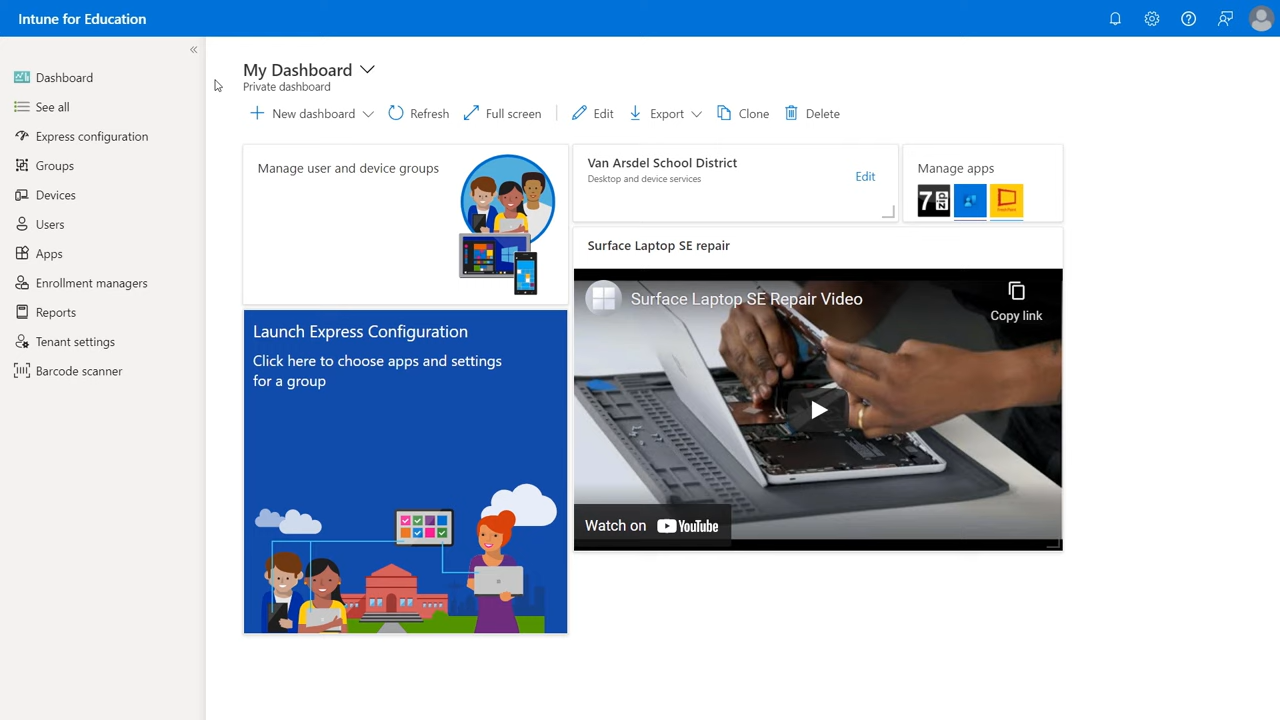 Intune for Education
Dashboard
See all
Express configuration
Groups
Devices
Users
Apps
Enrollment managers
Reports
Tenant settings
Barcode scanner
My Dashboard
Private dashboard
New dashboard
Refresh
Full screen
Edit
Export
Clone
Delete
Manage user and device groups
Launch Express Configuration
Click here to choose apps and settings
for a group
Van Arsdel School District
Desktop and device services
Edit
Manage apps
Surface Laptop SE repair
Surface Laptop SE Repair Video
Copy link
Watch on YouTube